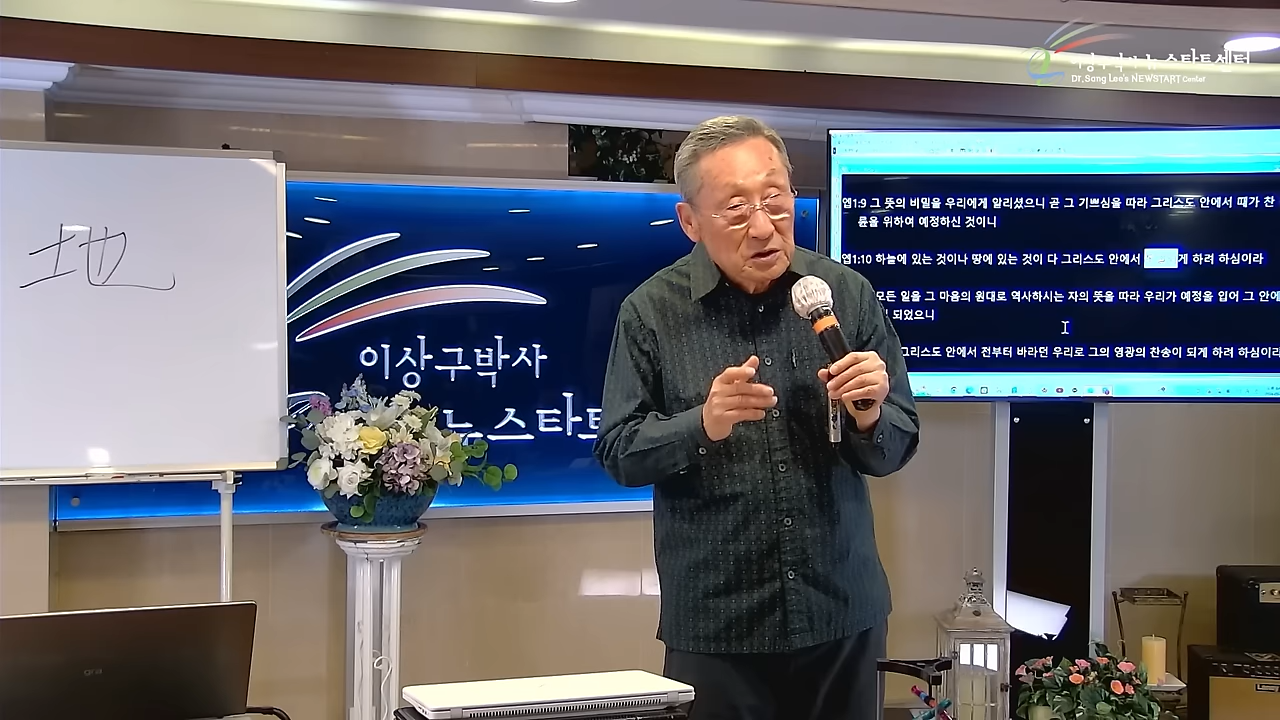 스타트센터
Dr. Sang Lee's NEWSTART Center
地
이상구박사
뉴스타트
엡1:9 그 뜻의 비밀을 우리에게 알리셨으니 곧 그 기쁘심을 따라 그리스도 안에서 때가 찬
륜을 위하여 예정하신 것이니
엡1:10 하늘에 있는 것이나 땅에 있는 것이 다 그리스도 안에서 게 하려 하심이라
모든 일을 그 마음의 원대로 역사하시는 자의 뜻을 따라 우리가 예정을 입어 그 안에
되었으니
그리스도 안에서 전부터 바라던 우리로 그의 영광의 찬송이 되게 하려 하심이라
gram